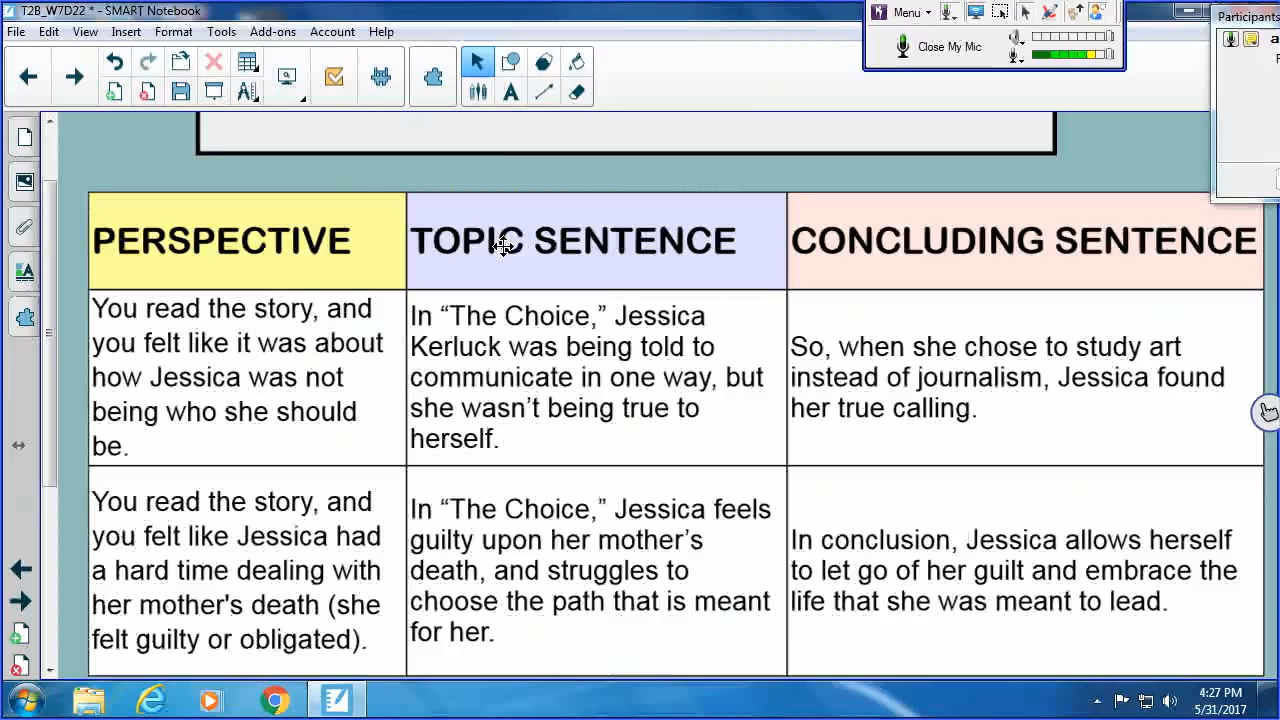 T2B_W7D22 * - SMART Notebook
File Edit View Insert Format Tools Add-ons Account Help
Menu
Close My Mic
Participant
PERSPECTIVE
TOPIC SENTENCE
CONCLUDING SENTENCE
You read the story, and
you felt like it was about
how Jessica was not
being who she should
be.
In “The Choice,” Jessica
Kerluck was being told to
communicate in one way, but
she wasn’t being true to
herself.
So, when she chose to study art
instead of journalism, Jessica found
her true calling.
You read the story, and
you felt like Jessica had
a hard time dealing with
her mother's death (she
felt guilty or obligated).
In “The Choice,” Jessica feels
guilty upon her mother’s
death, and struggles to
choose the path that is meant
for her.
In conclusion, Jessica allows herself
to let go of her guilt and embrace the
life that she was meant to lead.
4:27 PM
5/31/2017